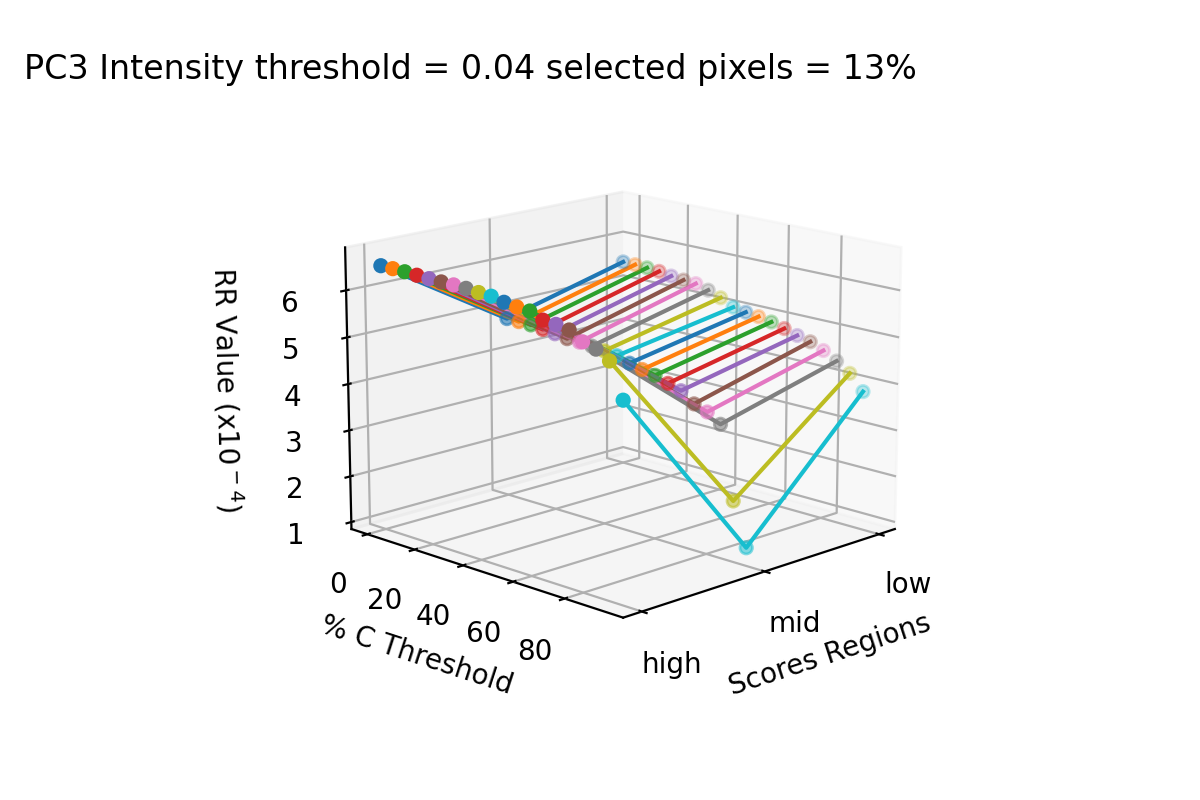 PC3 Intensity threshold = 0.04 selected pixels = 13%
RR Value (x10⁻⁴)
6
5
4
3
2
1
0
20
40
60
80
% C Threshold
high
mid
low
Scores Regions